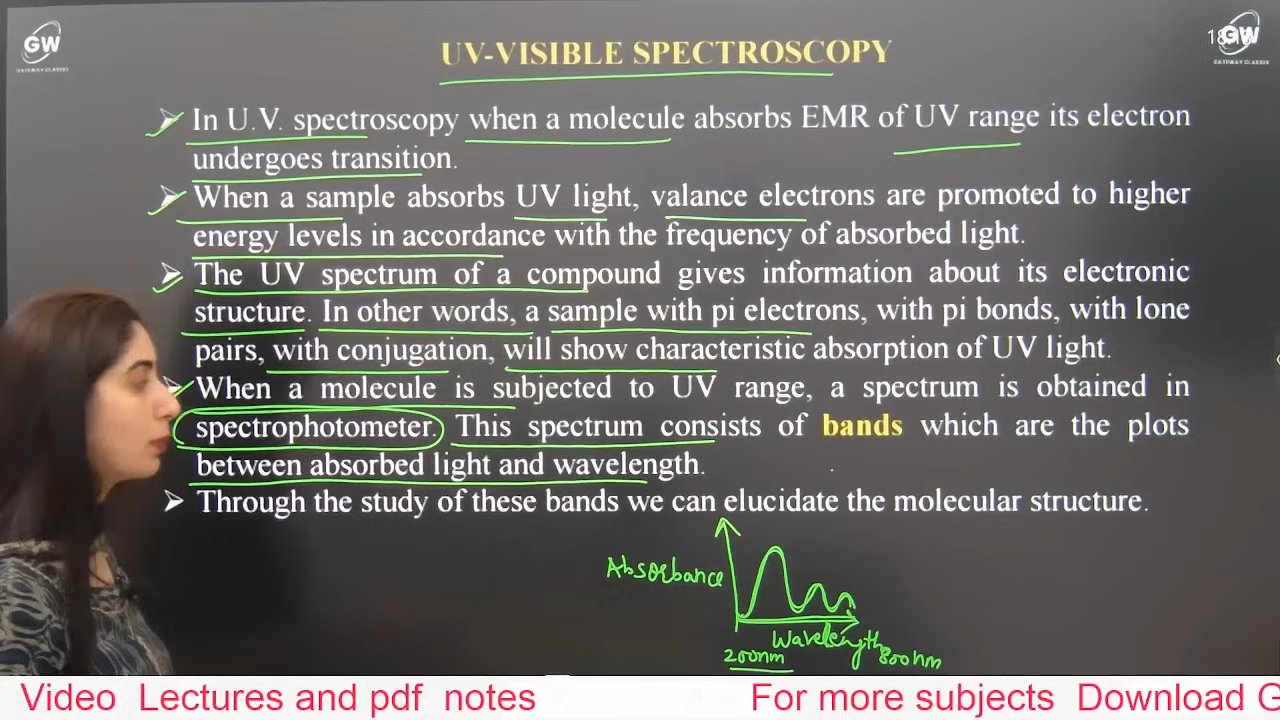 GW
GATEWAY CLASSES
18
GW
GATEWAY CLASSES
UV-VISIBLE SPECTROSCOPY
In U.V. spectroscopy when a molecule absorbs EMR of UV range its electron
undergoes transition.
When a sample absorbs UV light, valance electrons are promoted to higher
energy levels in accordance with the frequency of absorbed light.
The UV spectrum of a compound gives information about its electronic
structure. In other words, a sample with pi electrons, with pi bonds, with lone
pairs, with conjugation, will show characteristic absorption of UV light.
When a molecule is subjected to UV range, a spectrum is obtained in
spectrophotometer. This spectrum consists of bands which are the plots
between absorbed light and wavelength.
Through the study of these bands we can elucidate the molecular structure.
Absorbance
Wavelength
200nm
800nm
Video Lectures and pdf notes
For more subjects Download G